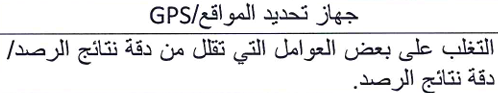 جهاز تحديد المواقع/GPS
التغلب على بعض العوامل التي تقلل من دقة نتائج الرصد/
دقة نتائج الرصد.